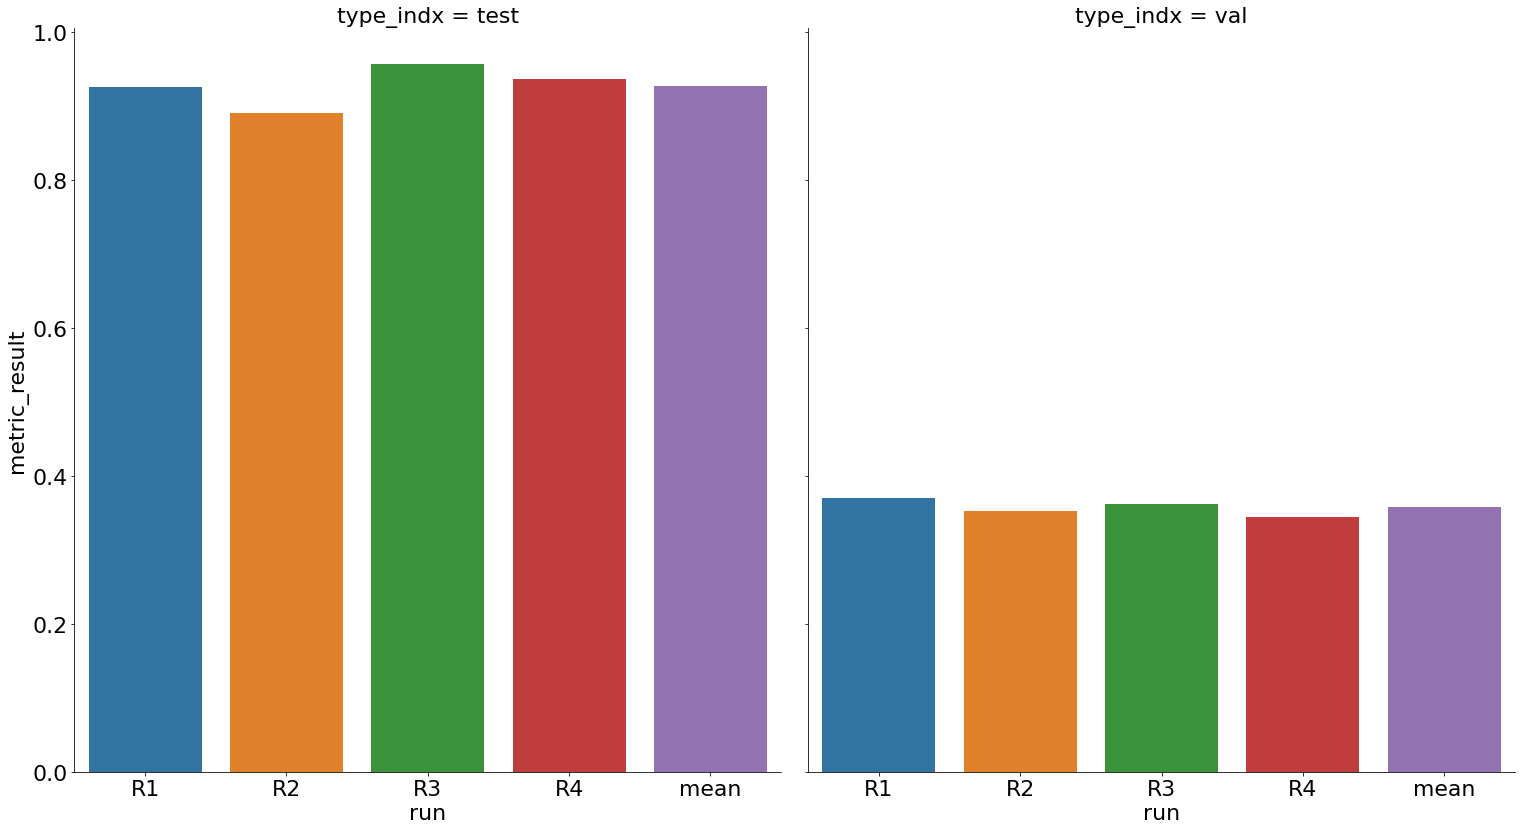 type_indx = test
type_indx = val
metric_result
1.0
0.8
0.6
0.4
0.2
0.0
R1 R2 R3 R4 mean
run
R1 R2 R3 R4 mean
run